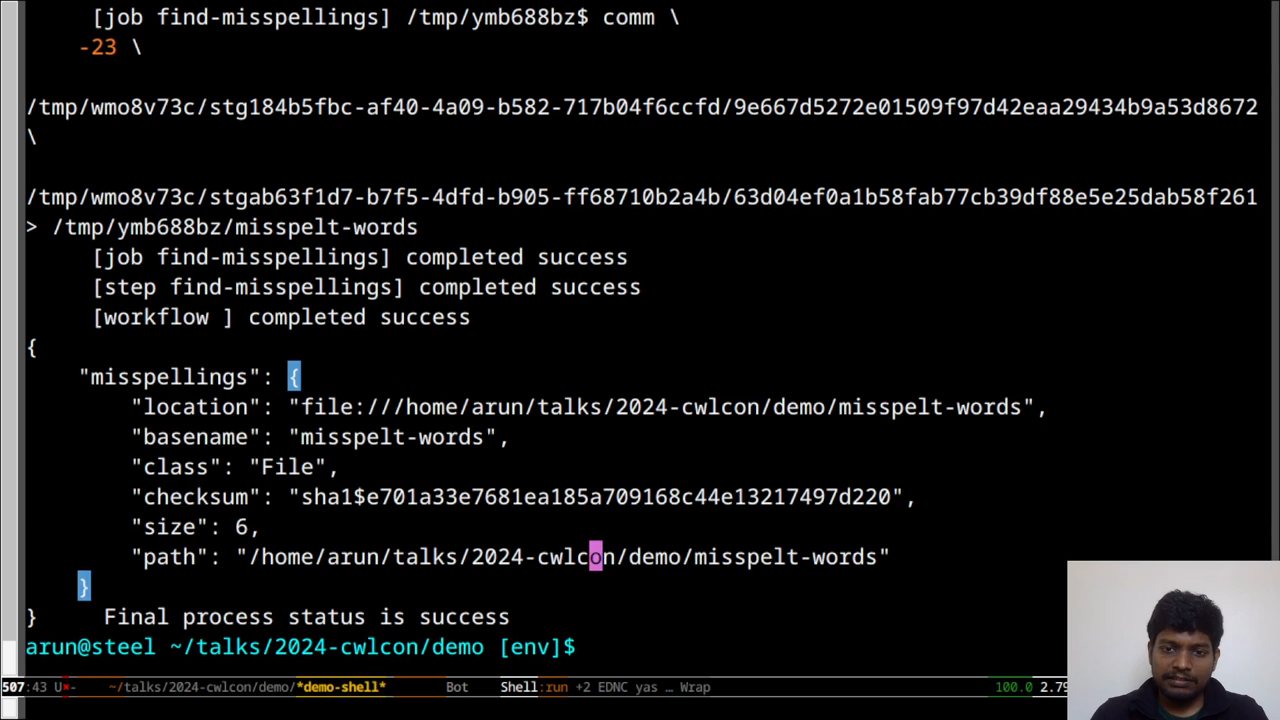 [job find-misspellings] /tmp/ymb688bz$ comm \
-23 \
/tmp/wmo8v73c/stg184b5fbc-af40-4a09-b582-717b04f6ccfd/9e667d5272e01509f97d42eaa29434b9a53d8672
\
/tmp/wmo8v73c/stgab63f1d7-b7f5-4dfd-b905-ff68710b2a4b/63d04ef0a1b58fab77cb39df88e5e25dab58f261
> /tmp/ymb688bz/misspelt-words
[job find-misspellings] completed success
[step find-misspellings] completed success
[workflow ] completed success
{
"misspellings": {
"location": "file:///home/arun/talks/2024-cwlcon/demo/misspelt-words",
"basename": "misspelt-words",
"class": "File",
"checksum": "sha1$e701a33e7681ea185a709168c44e13217497d220",
"size": 6,
"path": "/home/arun/talks/2024-cwlcon/demo/misspelt-words"
}
} Final process status is success
arun@steel ~/talks/2024-cwlcon/demo [env]$
507:43 U*- ~/talks/2024-cwlcon/demo/*demo-shell* Bot Shell:run +2 EDNC yas … Wrap 100.0 2.79